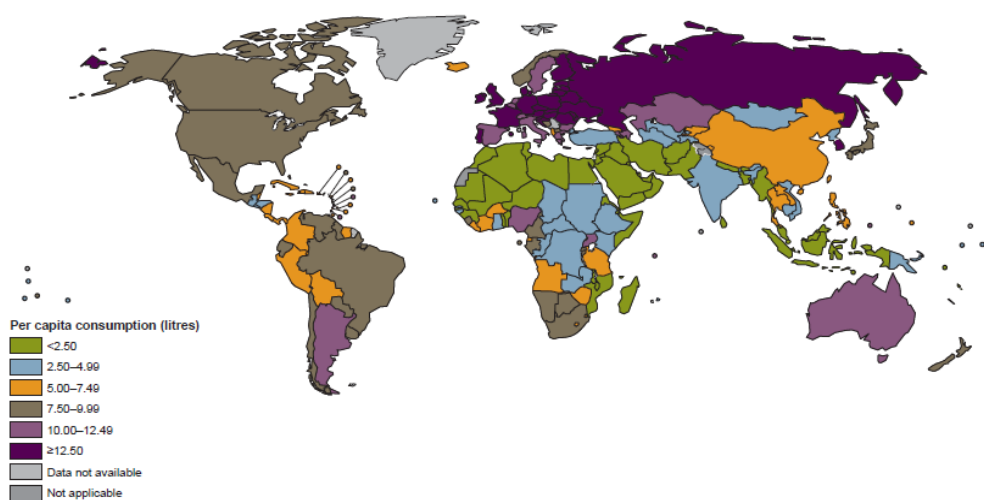 Per capita consumption (litres)
<2.50
2.50–4.99
5.00–7.49
7.50–9.99
10.00–12.49
≥12.50
Data not available
Not applicable